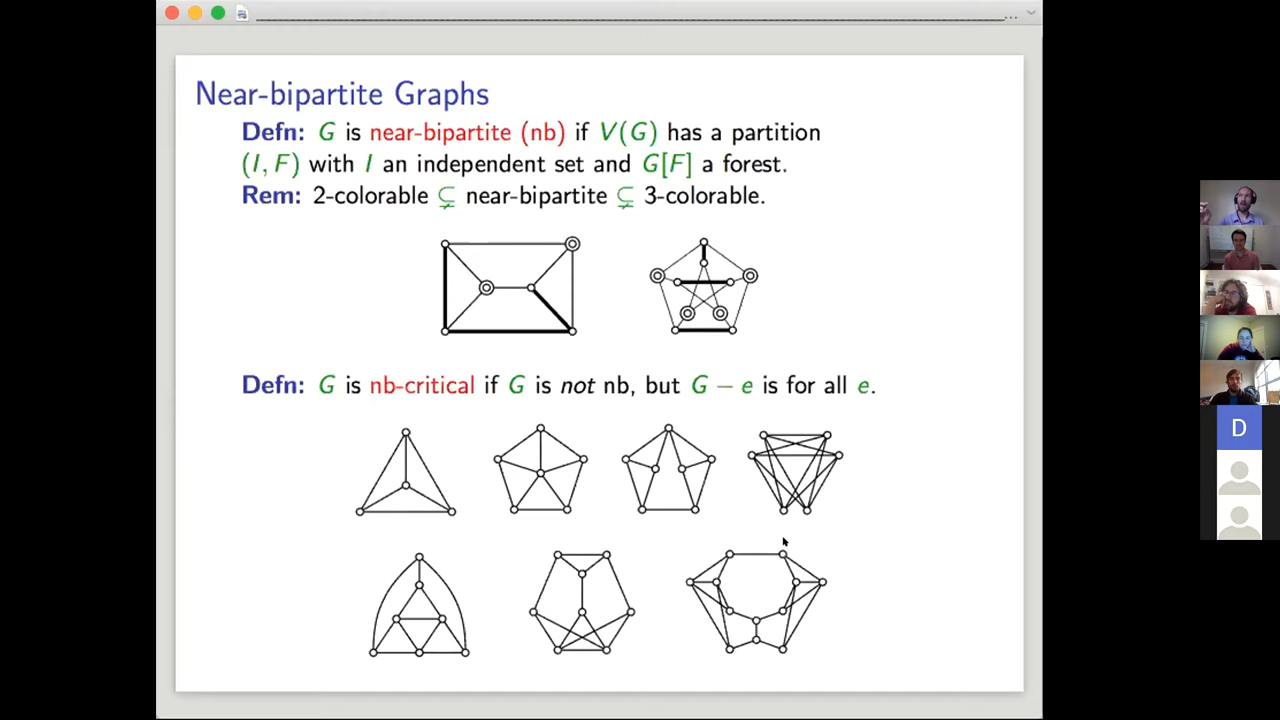 ...
Near-bipartite Graphs
Defn: G is near-bipartite (nb) if V(G) has a partition
(I, F) with I an independent set and G[F] a forest.
Rem: 2-colorable ⊊ near-bipartite ⊊ 3-colorable.
Defn: G is nb-critical if G is not nb, but G − e is for all e.
D